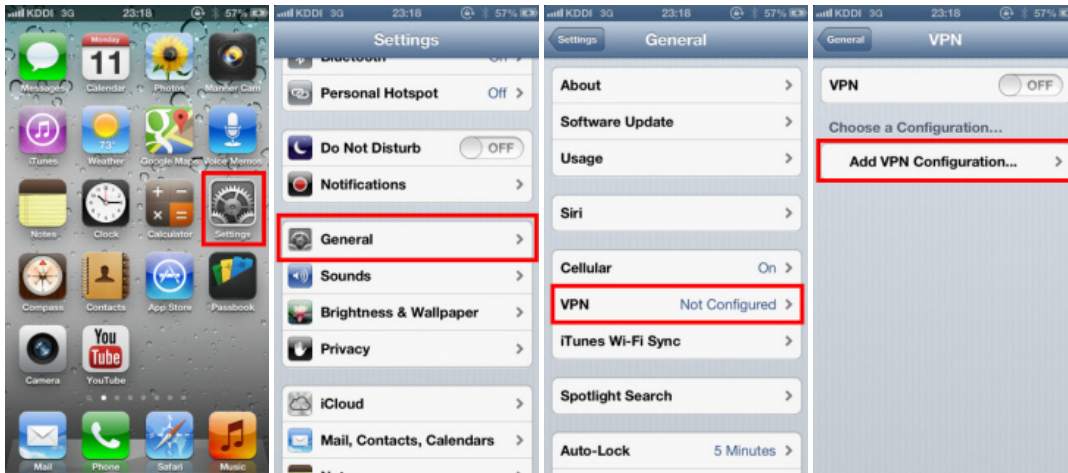 KDDI 3G 23:18 57%
Monday
11
Messages Calendar Photos Manner Cam
73°
iTunes Weather Google Maps Voice Memos
Notes Clock Calculator Settings
Compass Contacts App Store Passbook
You
Tube
Camera YouTube
Mail Phone Safari Music
KDDI 3G 23:18 57%
Settings
Bluetooth On
Personal Hotspot Off >
Do Not Disturb OFF
Notifications >
General >
Sounds >
Brightness & Wallpaper >
Privacy >
iCloud >
Mail, Contacts, Calendars >
KDDI 3G 23:18 57%
Settings General
About >
Software Update >
Usage >
Siri >
Cellular On >
VPN Not Configured >
iTunes Wi-Fi Sync >
Spotlight Search >
Auto-Lock 5 Minutes >
KDDI 3G 23:18 57%
General VPN
VPN OFF
Choose a Configuration...
Add VPN Configuration... >